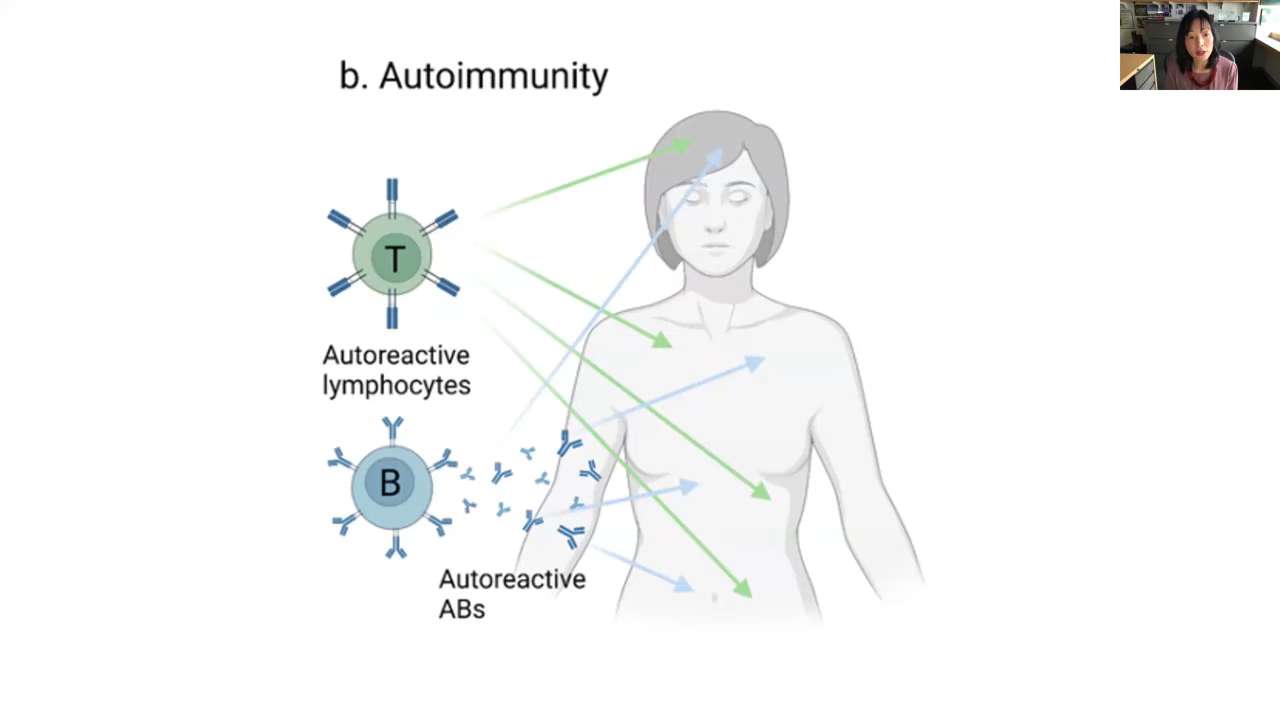 b. Autoimmunity
T
Autoreactive
lymphocytes
B
Autoreactive
ABs